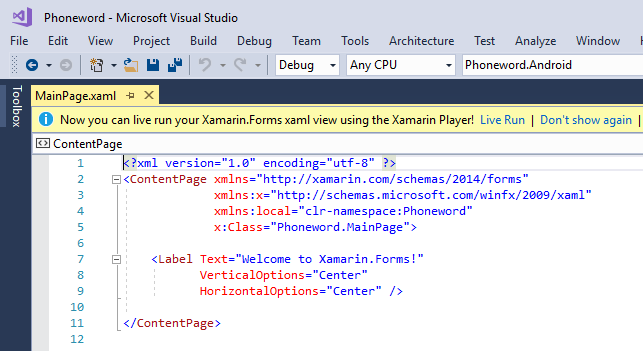 Phoneword - Microsoft Visual Studio
File Edit View Project Build Debug Team Tools Architecture Test Analyze Window
Debug Any CPU Phoneword.Android
Toolbox
MainPage.xaml
Now you can live run your Xamarin.Forms xaml view using the Xamarin Player! Live Run | Don't show again |
ContentPage
1 <?xml version="1.0" encoding="utf-8" ?>
2 <ContentPage xmlns="http://xamarin.com/schemas/2014/forms"
3 xmlns:x="http://schemas.microsoft.com/winfx/2009/xaml"
4 xmlns:local="clr-namespace:Phoneword"
5 x:Class="Phoneword.MainPage">
6
7 <Label Text="Welcome to Xamarin.Forms!"
8 VerticalOptions="Center"
9 HorizontalOptions="Center" />
10
11 </ContentPage>
12